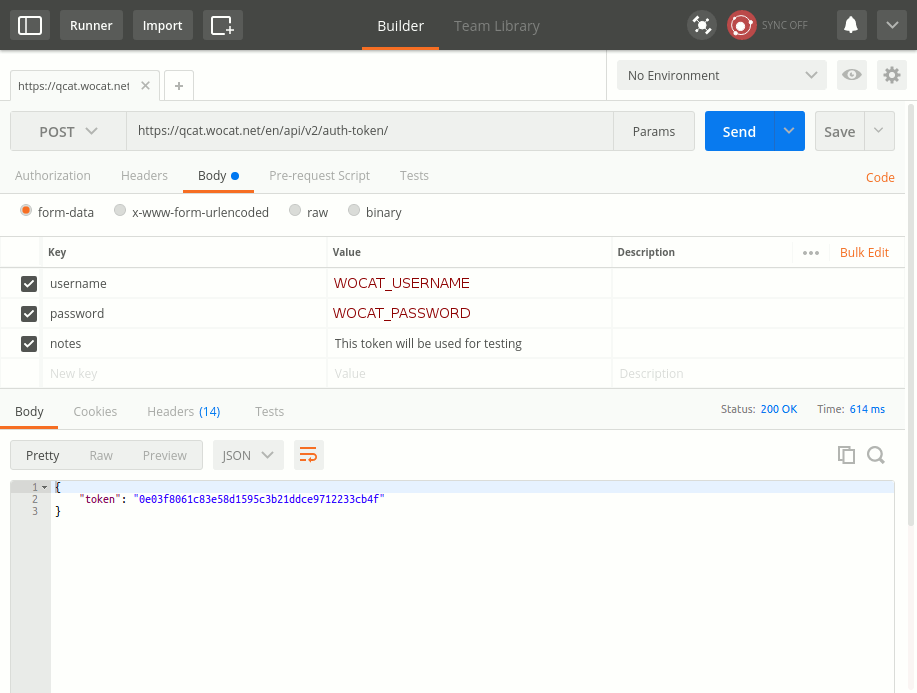 Runner Import Builder Team Library SYNC OFF
https://qcat.wocat.net No Environment
POST https://qcat.wocat.net/en/api/v2/auth-token/ Params Send Save
Authorization Headers Body Pre-request Script Tests Code
form-data x-www-form-urlencoded raw binary
Key Value Description Bulk Edit
username WOCAT_USERNAME
password WOCAT_PASSWORD
notes This token will be used for testing
New key Value Description
Body Cookies Headers (14) Tests Status: 200 OK Time: 614 ms
Pretty Raw Preview JSON
1 {
2 "token": "0e03f8061c83e58d1595c3b21ddce9712233cb4f"
3 }